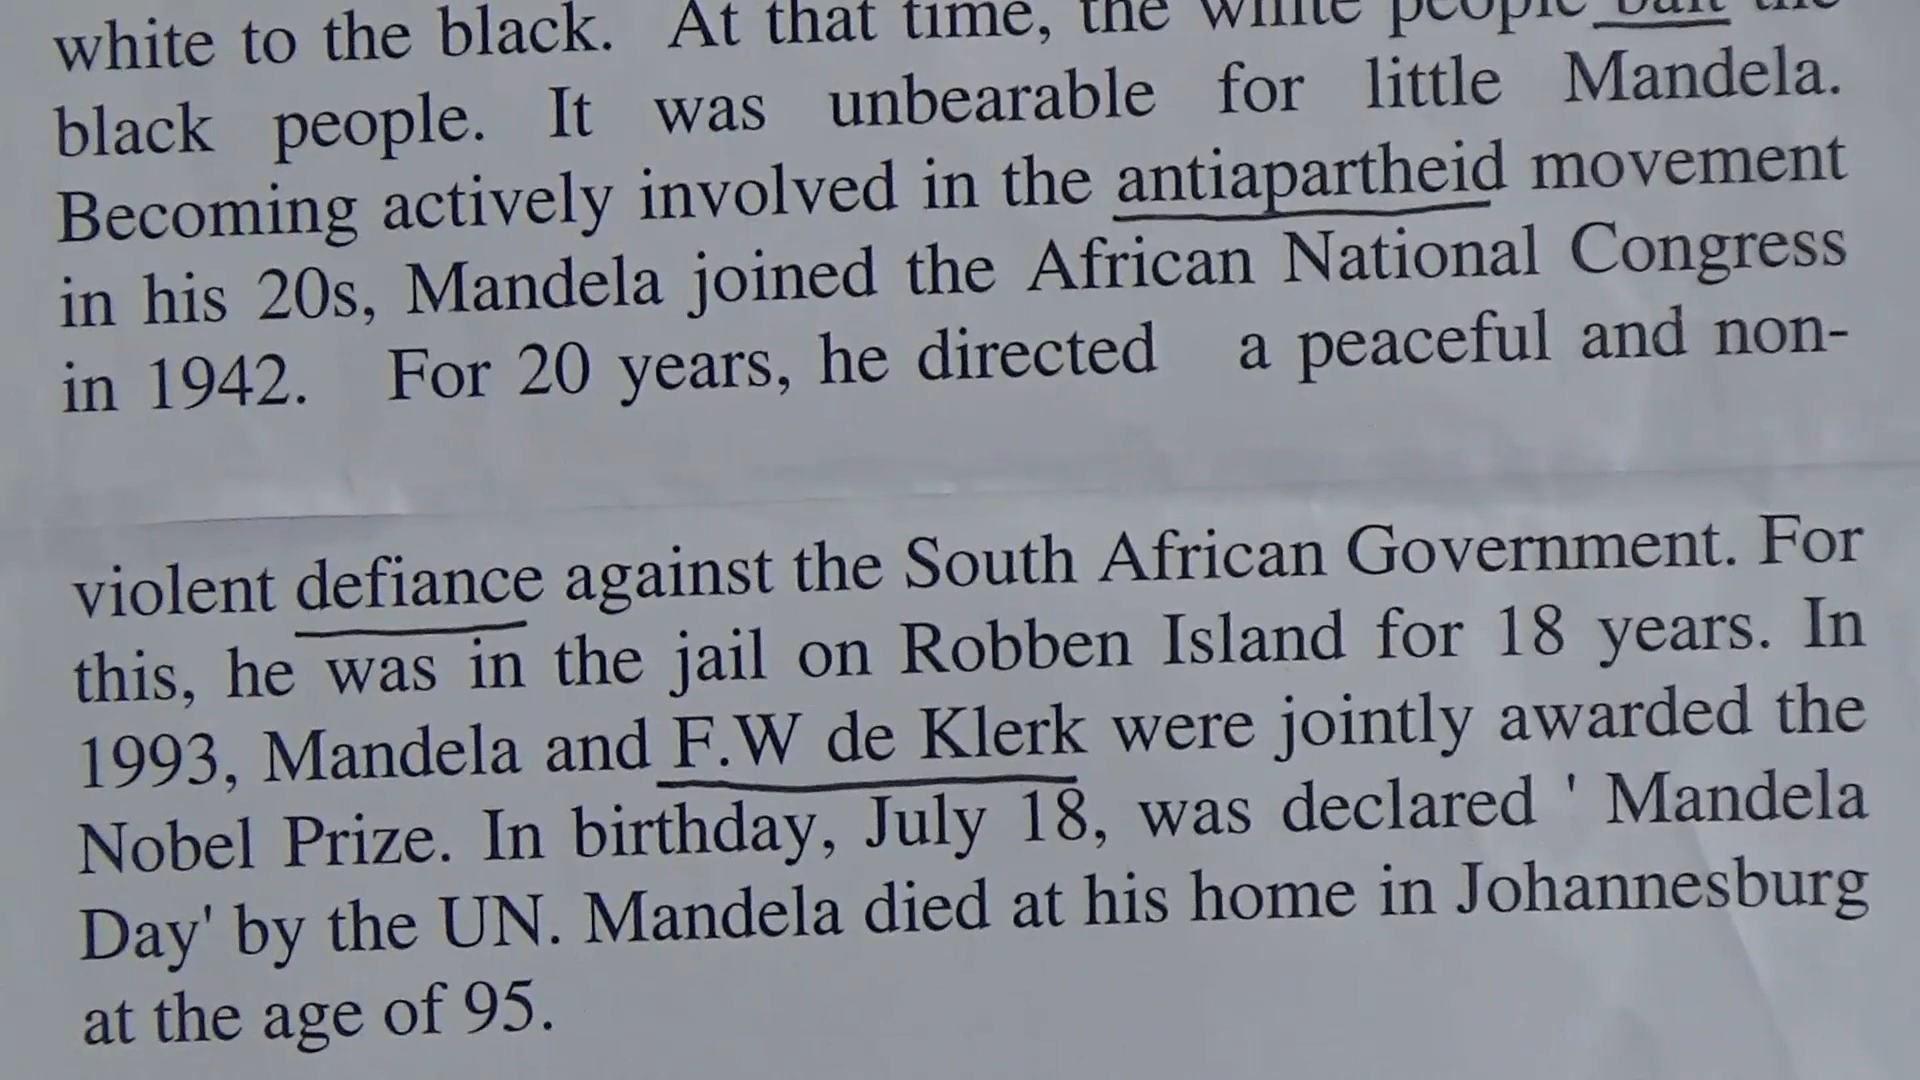 white to the black. At that time, the white people the
black people. It was unbearable for little Mandela.
Becoming actively involved in the antiapartheid movement
in his 20s, Mandela joined the African National Congress
in 1942. For 20 years, he directed a peaceful and non-
violent defiance against the South African Government. For
this, he was in the jail on Robben Island for 18 years. In
1993, Mandela and F.W de Klerk were jointly awarded the
Nobel Prize. In birthday, July 18, was declared ' Mandela
Day' by the UN. Mandela died at his home in Johannesburg
at the age of 95.